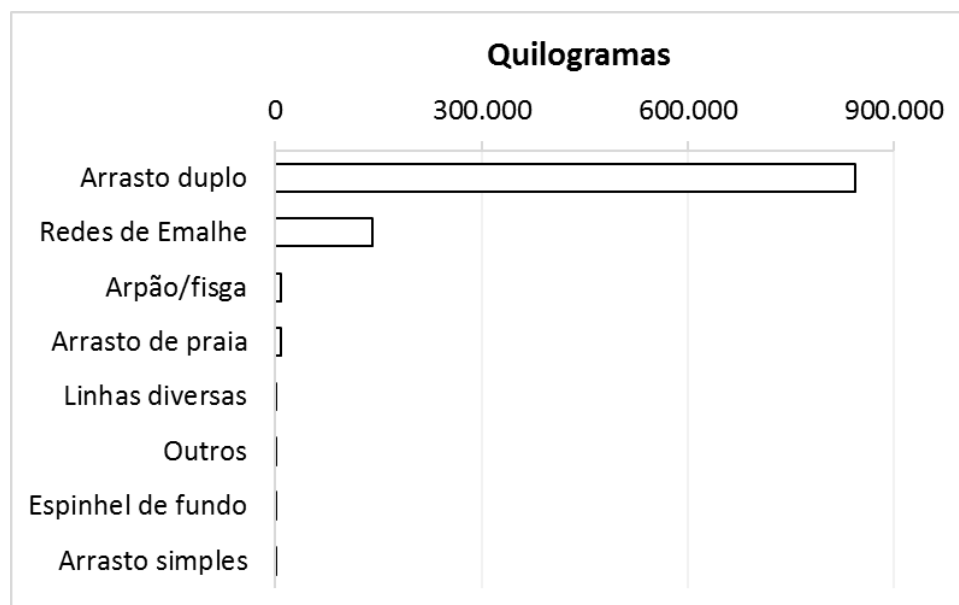 Quilogramas
0 300.000 600.000 900.000
Arrasto duplo
Redes de Emalhe
Arpão/fisga
Arrasto de praia
Linhas diversas
Outros
Espinhel de fundo
Arrasto simples